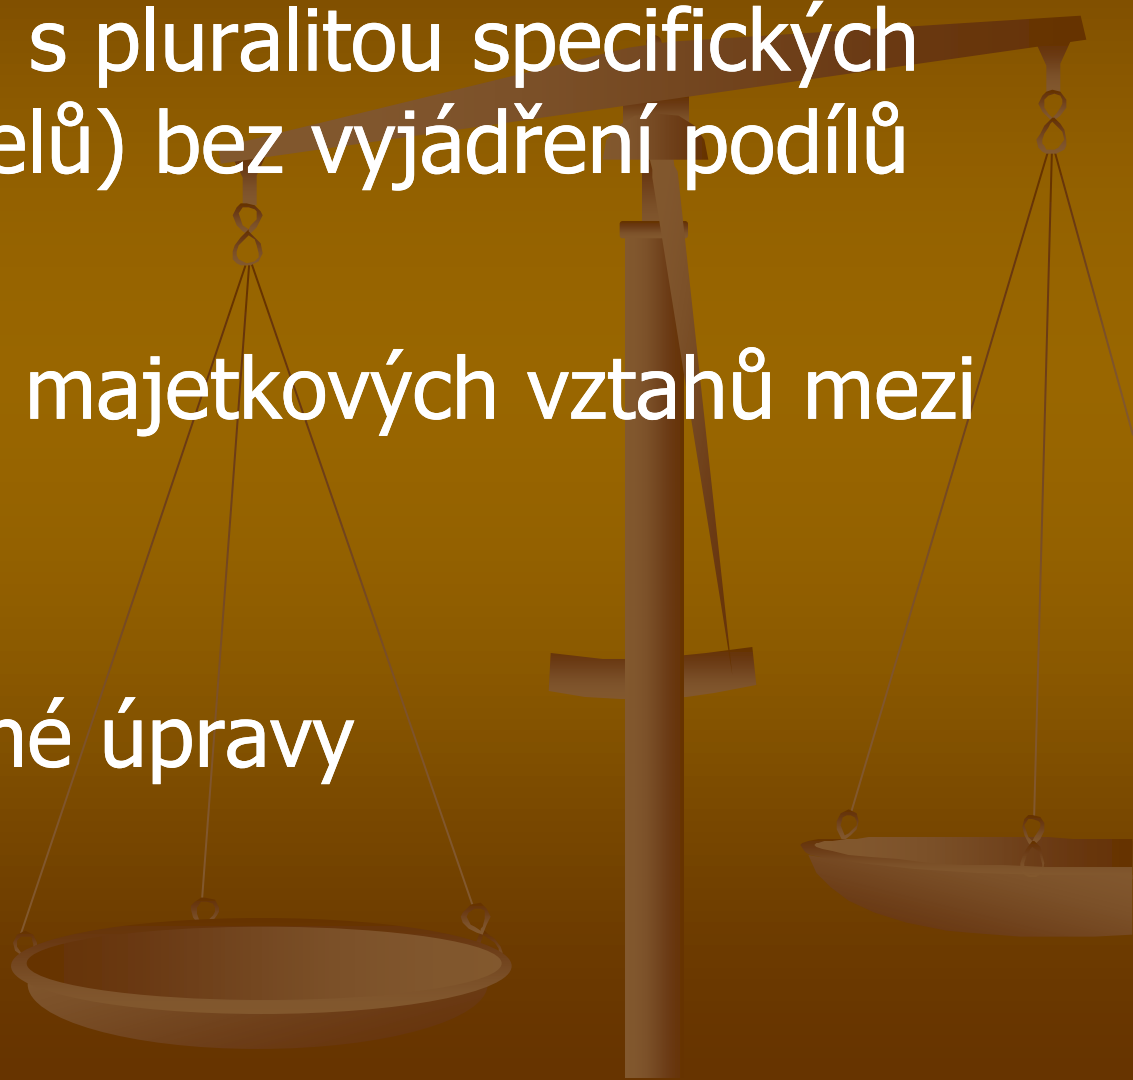 s pluralitou specifických
elů) bez vyjádření podílů
majetkových vztahů mezi
né úpravy